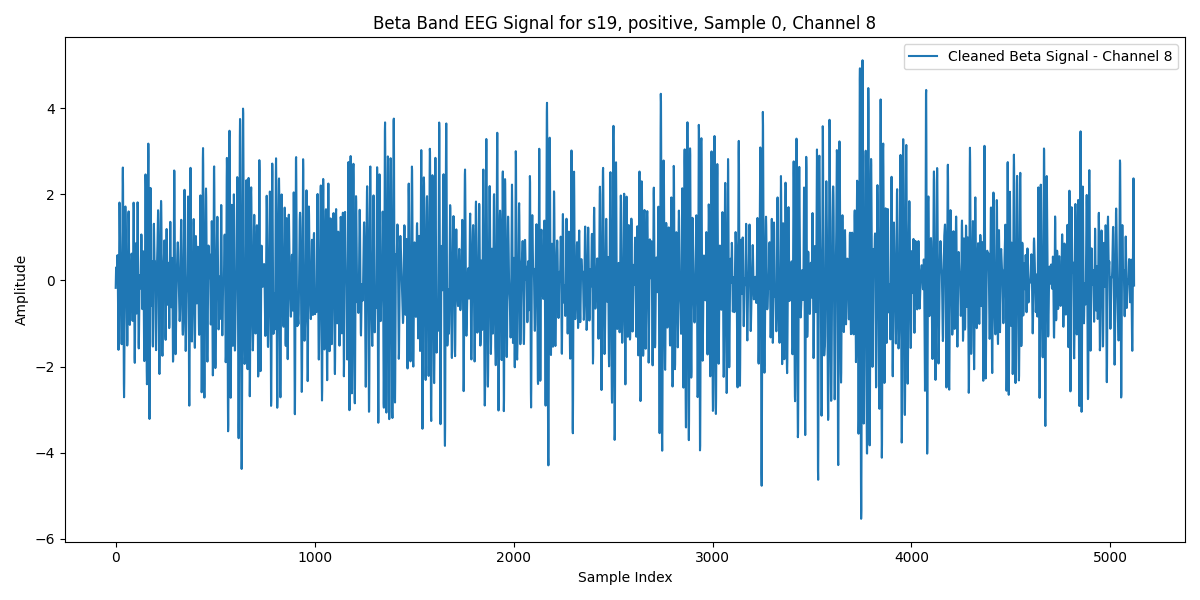 Beta Band EEG Signal for s19, positive, Sample 0, Channel 8
Cleaned Beta Signal - Channel 8
Amplitude
4
2
0
−2
−4
−6
0 1000 2000 3000 4000 5000
Sample Index